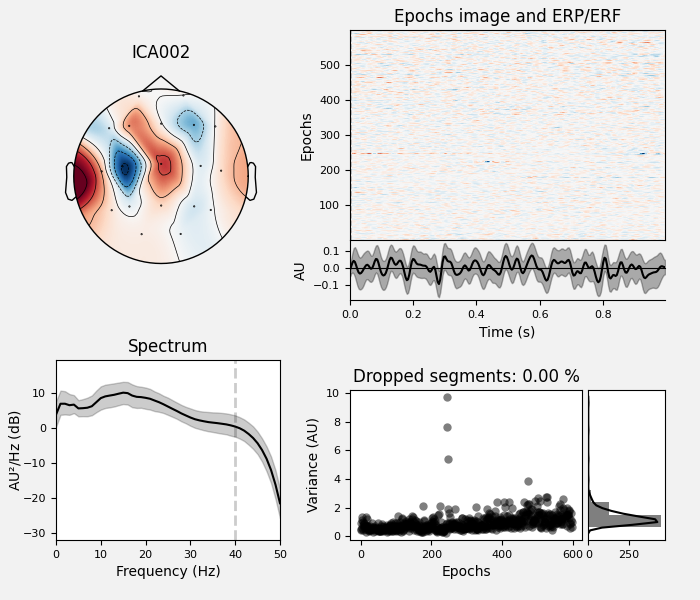 ICA002
Epochs image and ERP/ERF
Epochs
500
400
300
200
100
AU
0.1
0.0
−0.1
0.0 0.2 0.4 0.6 0.8
Time (s)
Spectrum
AU²/Hz (dB)
10
0
−10
−20
−30
0 10 20 30 40 50
Frequency (Hz)
Dropped segments: 0.00 %
Variance (AU)
10
8
6
4
2
0
0 200 400 600
Epochs
0 250